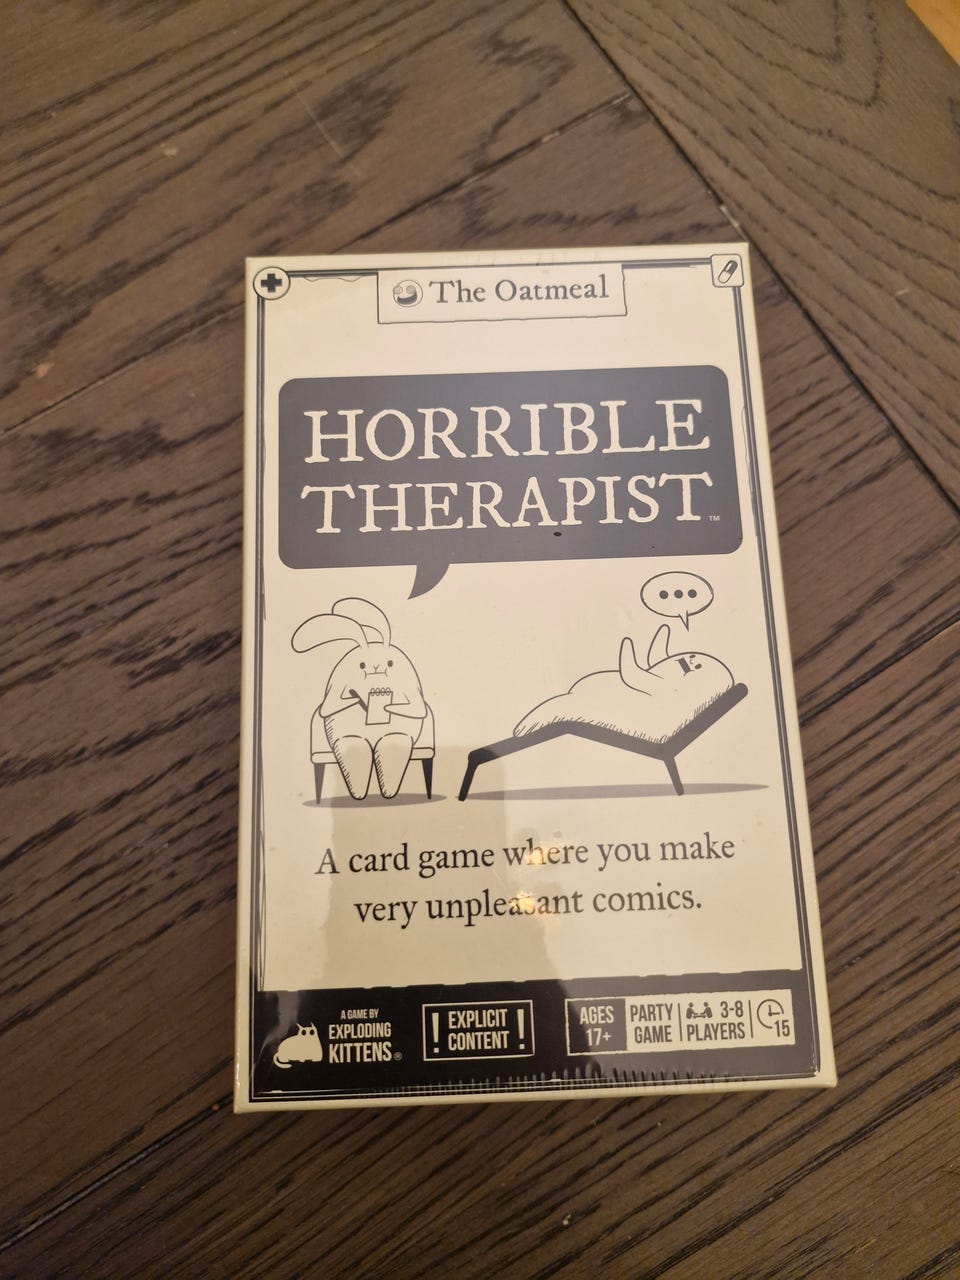 The Oatmeal
HORRIBLE
THERAPIST™
A card game where you make
very unpleasant comics.
A GAME BY
EXPLODING
KITTENS®
! EXPLICIT
CONTENT !
AGES
17+
PARTY
GAME
3-8
PLAYERS
15